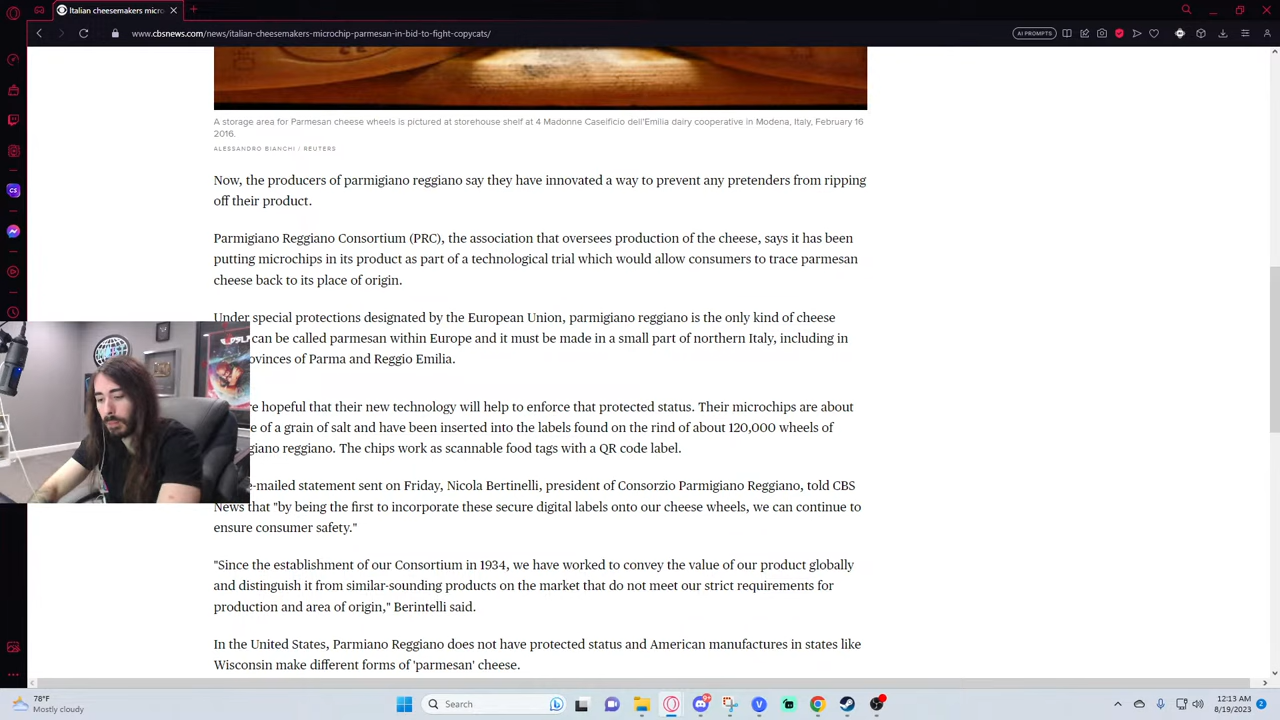 Italian cheesemakers micro
www.cbsnews.com/news/italian-cheesemakers-microchip-parmesan-in-bid-to-fight-copycats/
AI PROMPTS
A storage area for Parmesan cheese wheels is pictured at storehouse shelf at 4 Madonne Caseificio dell'Emilia dairy cooperative in Modena, Italy, February 16
2016.
ALESSANDRO BIANCHI / REUTERS
Now, the producers of parmigiano reggiano say they have innovated a way to prevent any pretenders from ripping
off their product.
Parmigiano Reggiano Consortium (PRC), the association that oversees production of the cheese, says it has been
putting microchips in its product as part of a technological trial which would allow consumers to trace parmesan
cheese back to its place of origin.
Under special protections designated by the European Union, parmigiano reggiano is the only kind of cheese
can be called parmesan within Europe and it must be made in a small part of northern Italy, including in
ovinces of Parma and Reggio Emilia.
re hopeful that their new technology will help to enforce that protected status. Their microchips are about
e of a grain of salt and have been inserted into the labels found on the rind of about 120,000 wheels of
giano reggiano. The chips work as scannable food tags with a QR code label.
e-mailed statement sent on Friday, Nicola Bertinelli, president of Consorzio Parmigiano Reggiano, told CBS
News that "by being the first to incorporate these secure digital labels onto our cheese wheels, we can continue to
ensure consumer safety."
"Since the establishment of our Consortium in 1934, we have worked to convey the value of our product globally
and distinguish it from similar-sounding products on the market that do not meet our strict requirements for
production and area of origin," Berintelli said.
In the United States, Parmiano Reggiano does not have protected status and American manufactures in states like
Wisconsin make different forms of 'parmesan' cheese.
78°F
Mostly cloudy
Search
12:13 AM
8/19/2023